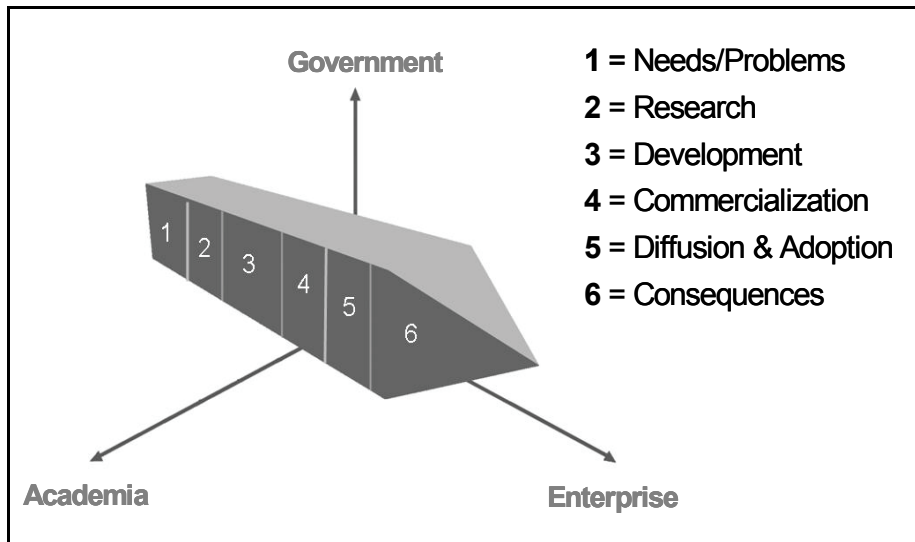 Government
1 = Needs/Problems
2 = Research
3 = Development
4 = Commercialization
5 = Diffusion & Adoption
6 = Consequences
1
2
3
4
5
6
Academia
Enterprise